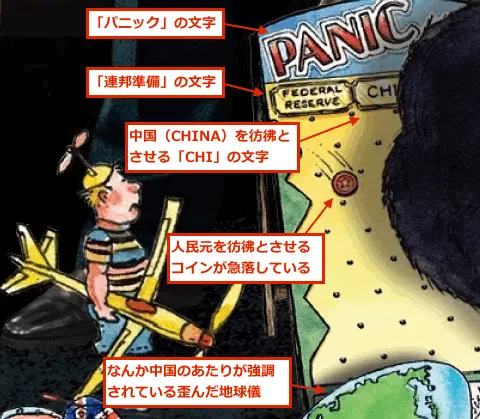 「パニック」の文字
PANIC
「連邦準備」の文字
FEDERAL
RESERVE
CHI
中国（CHINA）を彷彿と
させる「CHI」の文字
人民元を彷彿とさせる
コインが急落している
なんか中国のあたりが強調
されている歪んだ地球儀